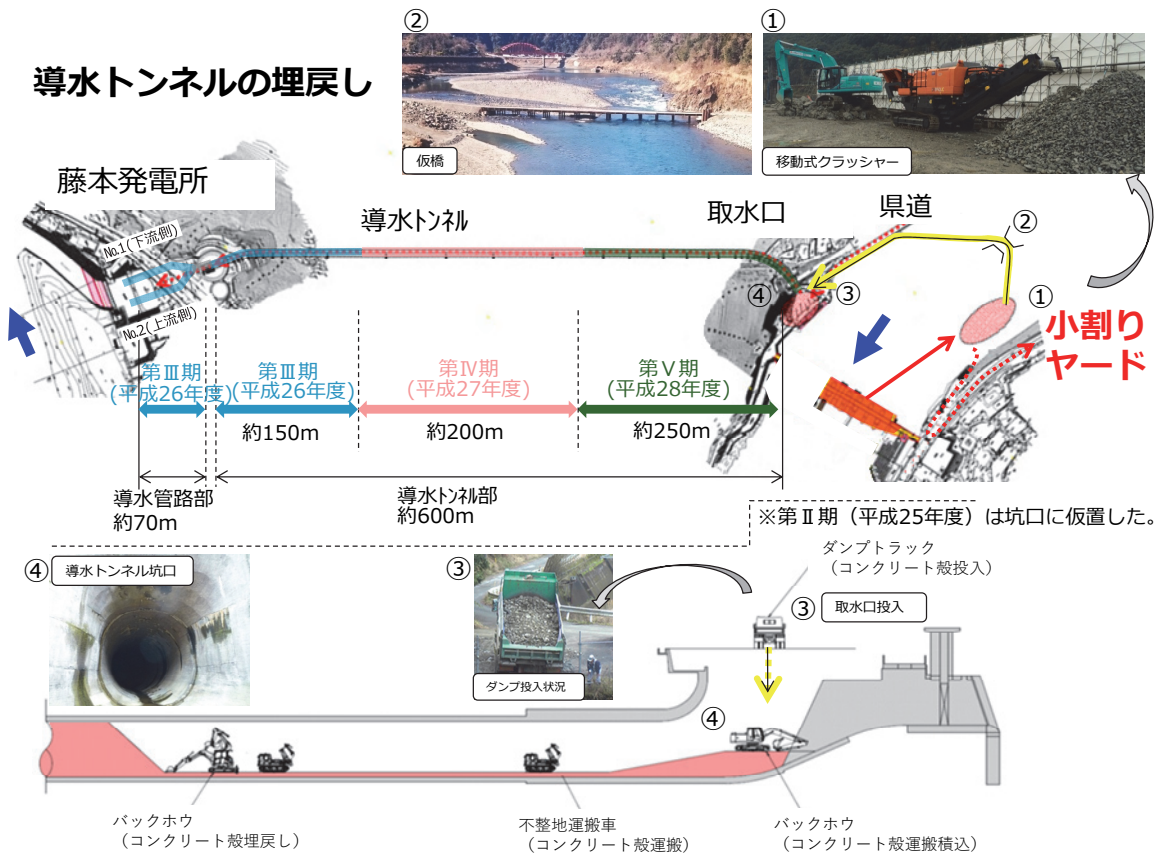 導水トンネルの埋戻し
②
仮橋
①
移動式クラッシャー
藤本発電所
導水トンネル
取水口
県道
No.1(下流側)
No.2(上流側)
②
④
③
①
小割り
ヤード
第Ⅲ期
(平成26年度)
第Ⅲ期
(平成26年度)
第Ⅳ期
(平成27年度)
第Ⅴ期
(平成28年度)
約150m
約200m
約250m
導水管路部
約70m
導水トンネル部
約600m
※第Ⅱ期（平成25年度）は坑口に仮置した。
④
導水トンネル坑口
③
ダンプ投入状況
ダンプトラック
（コンクリート殻投入）
③
取水口投入
④
バックホウ
（コンクリート殻埋戻し）
不整地運搬車
（コンクリート殻運搬）
バックホウ
（コンクリート殻運搬積込）